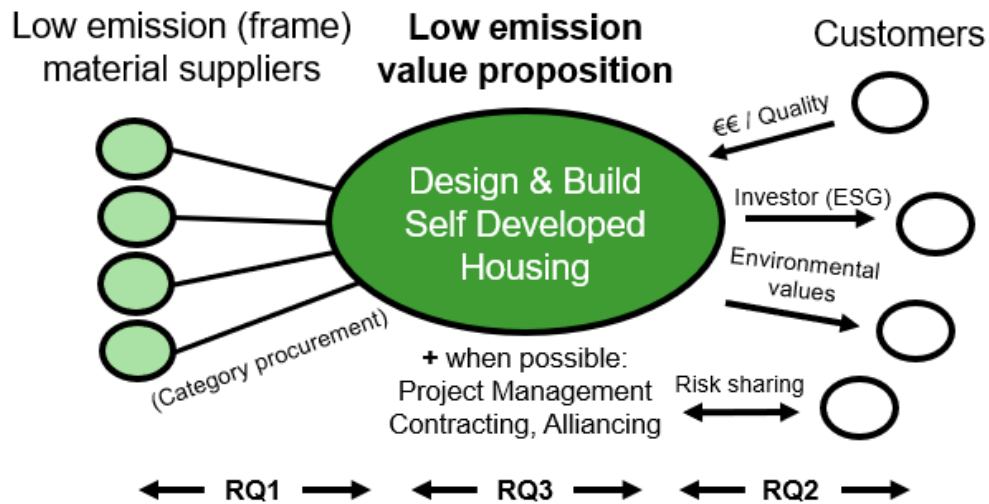 Low emission (frame)
material suppliers
Low emission
value proposition
Customers
€€ / Quality
Design & Build
Self Developed
Housing
Investor (ESG)
Environmental
values
(Category procurement)
+ when possible:
Project Management
Contracting, Alliancing
Risk sharing
RQ1
RQ3
RQ2